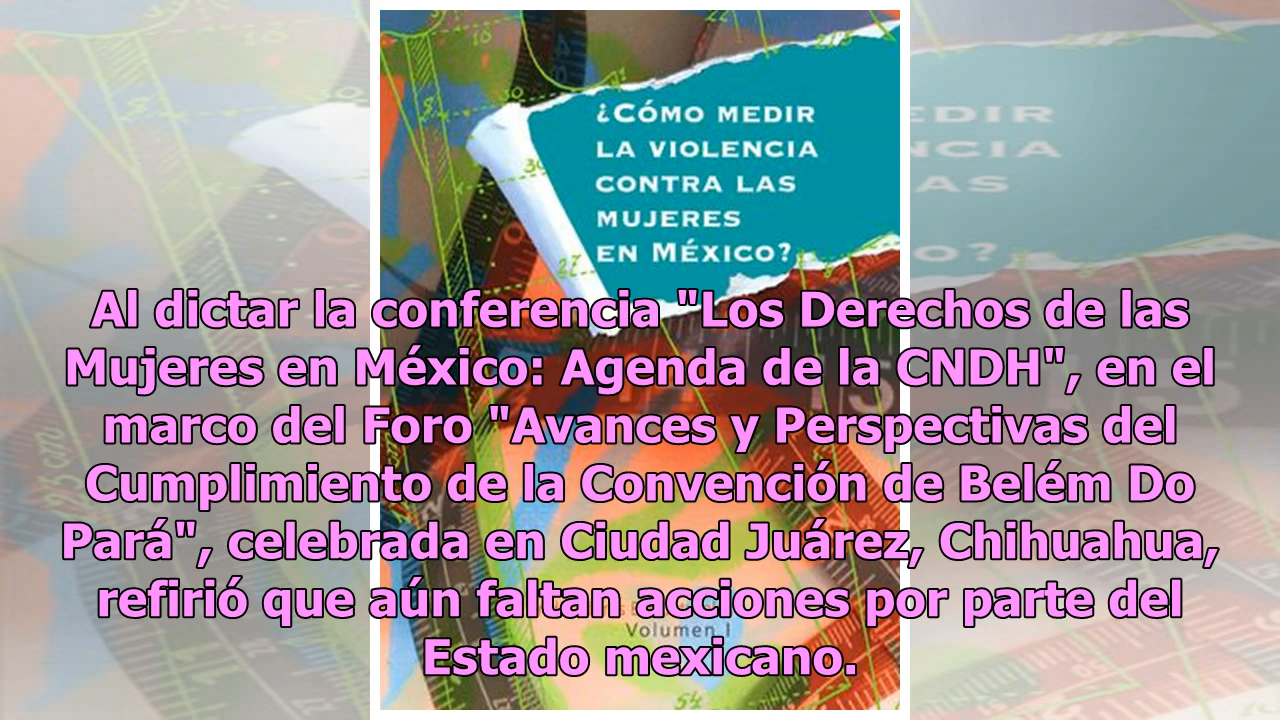 ¿CÓMO MEDIR
LA VIOLENCIA
CONTRA LAS
MUJERES
EN MÉXICO?
Al dictar la conferencia "Los Derechos de las
Mujeres en México: Agenda de la CNDH", en el
marco del Foro "Avances y Perspectivas del
Cumplimiento de la Convención de Belém Do
Pará", celebrada en Ciudad Juárez, Chihuahua,
refirió que aún faltan acciones por parte del
Volumen I
Estado mexicano.